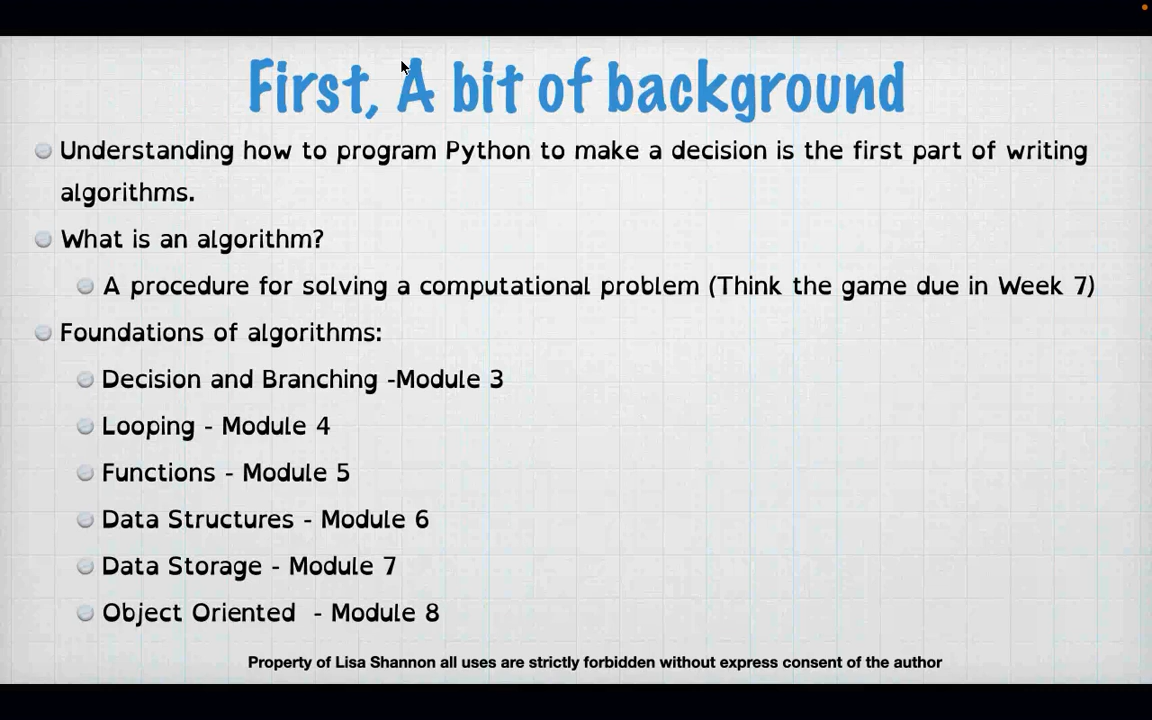 First, A bit of background
Understanding how to program Python to make a decision is the first part of writing
algorithms.
What is an algorithm?
A procedure for solving a computational problem (Think the game due in Week 7)
Foundations of algorithms:
Decision and Branching -Module 3
Looping - Module 4
Functions - Module 5
Data Structures - Module 6
Data Storage - Module 7
Object Oriented  - Module 8
Property of Lisa Shannon all uses are strictly forbidden without express consent of the author